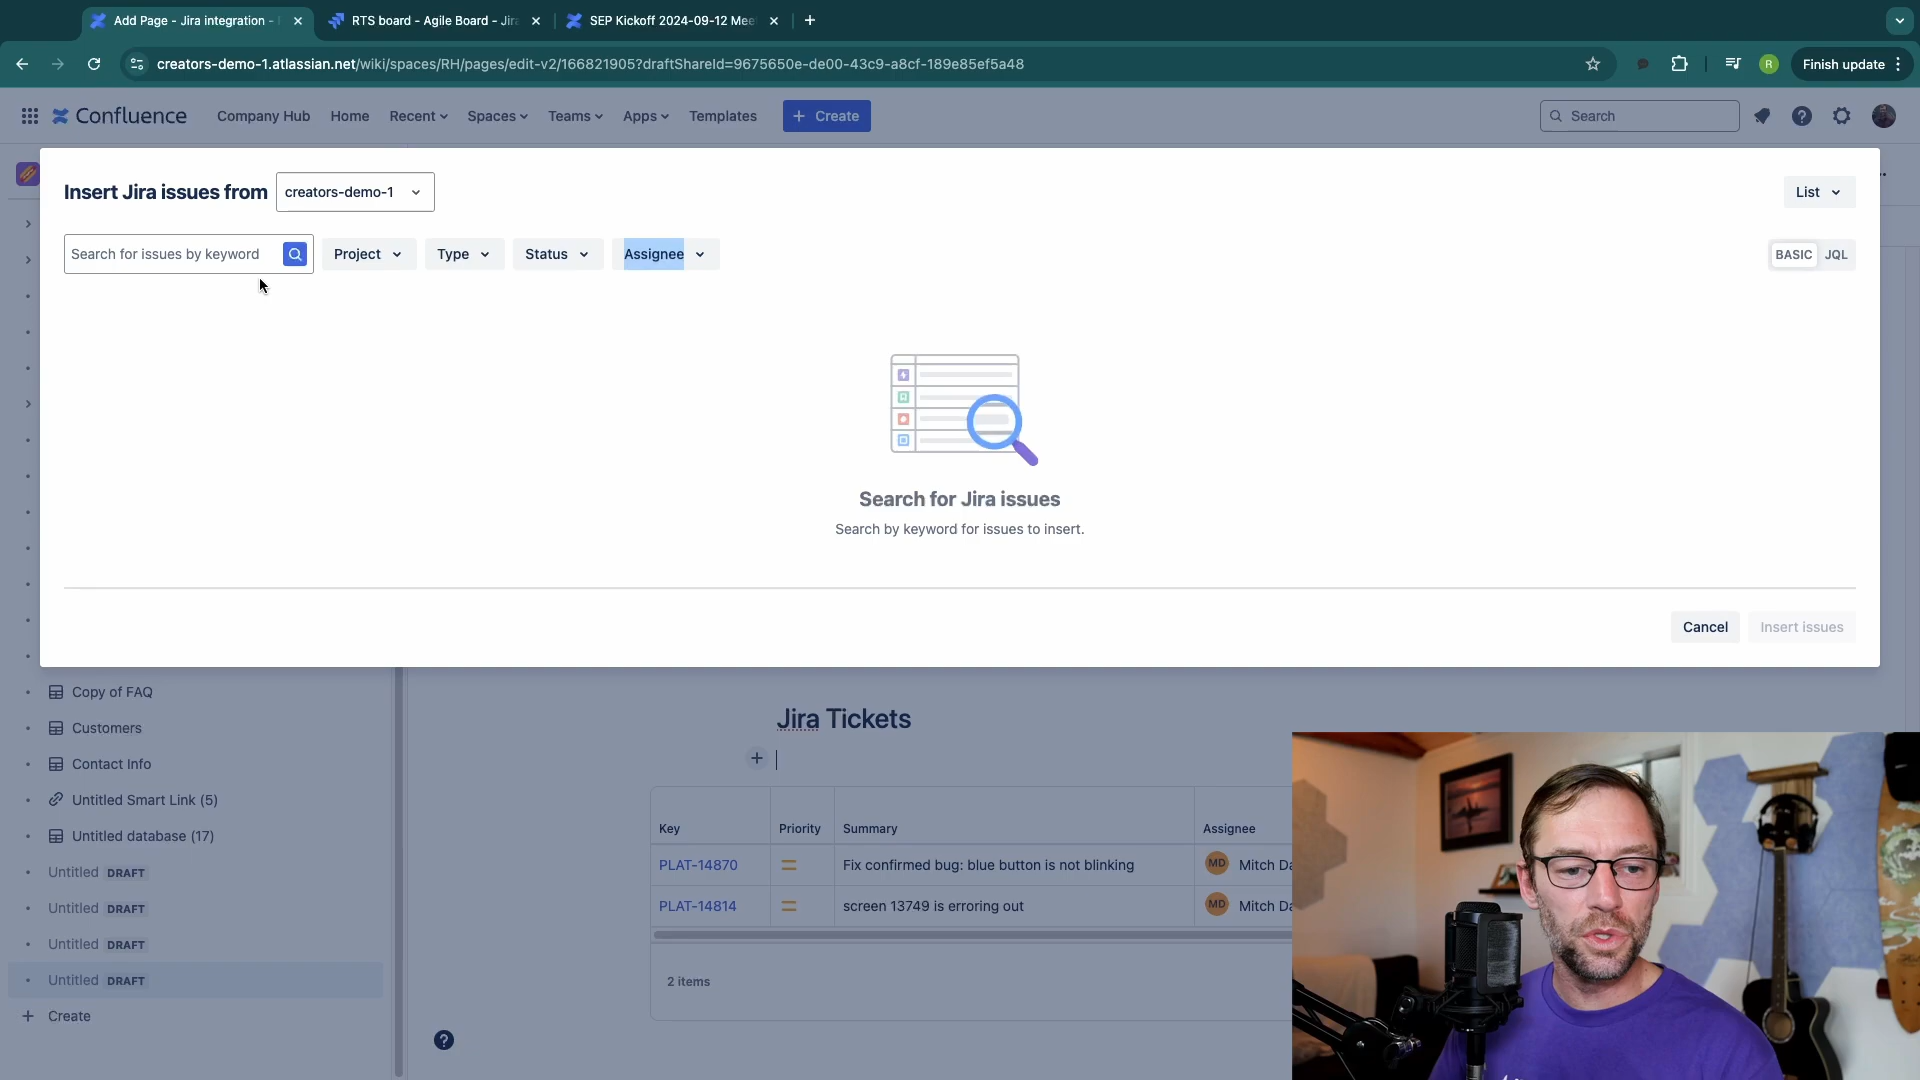 Add Page - Jira integration -
RTS board - Agile Board - Jira
SEP Kickoff 2024-09-12 Mee
creators-demo-1.atlassian.net/wiki/spaces/RH/pages/edit-v2/166821905?draftShareId=9675650e-de00-43c9-a8cf-189e85ef5a48
R
Finish update
Confluence
Company Hub
Home
Recent
Spaces
Teams
Apps
Templates
+ Create
Search
Insert Jira issues from
creators-demo-1
List
Search for issues by keyword
Project
Type
Status
Assignee
BASIC
JQL
Search for Jira issues
Search by keyword for issues to insert.
Cancel
Insert issues
Copy of FAQ
Customers
Contact Info
Untitled Smart Link (5)
Untitled database (17)
Untitled DRAFT
Untitled DRAFT
Untitled DRAFT
Untitled DRAFT
+ Create
Jira Tickets
Key Priority Summary Assignee
PLAT-14870 Fix confirmed bug: blue button is not blinking MD Mitch Da
PLAT-14814 screen 13749 is erroring out MD Mitch Da
2 items